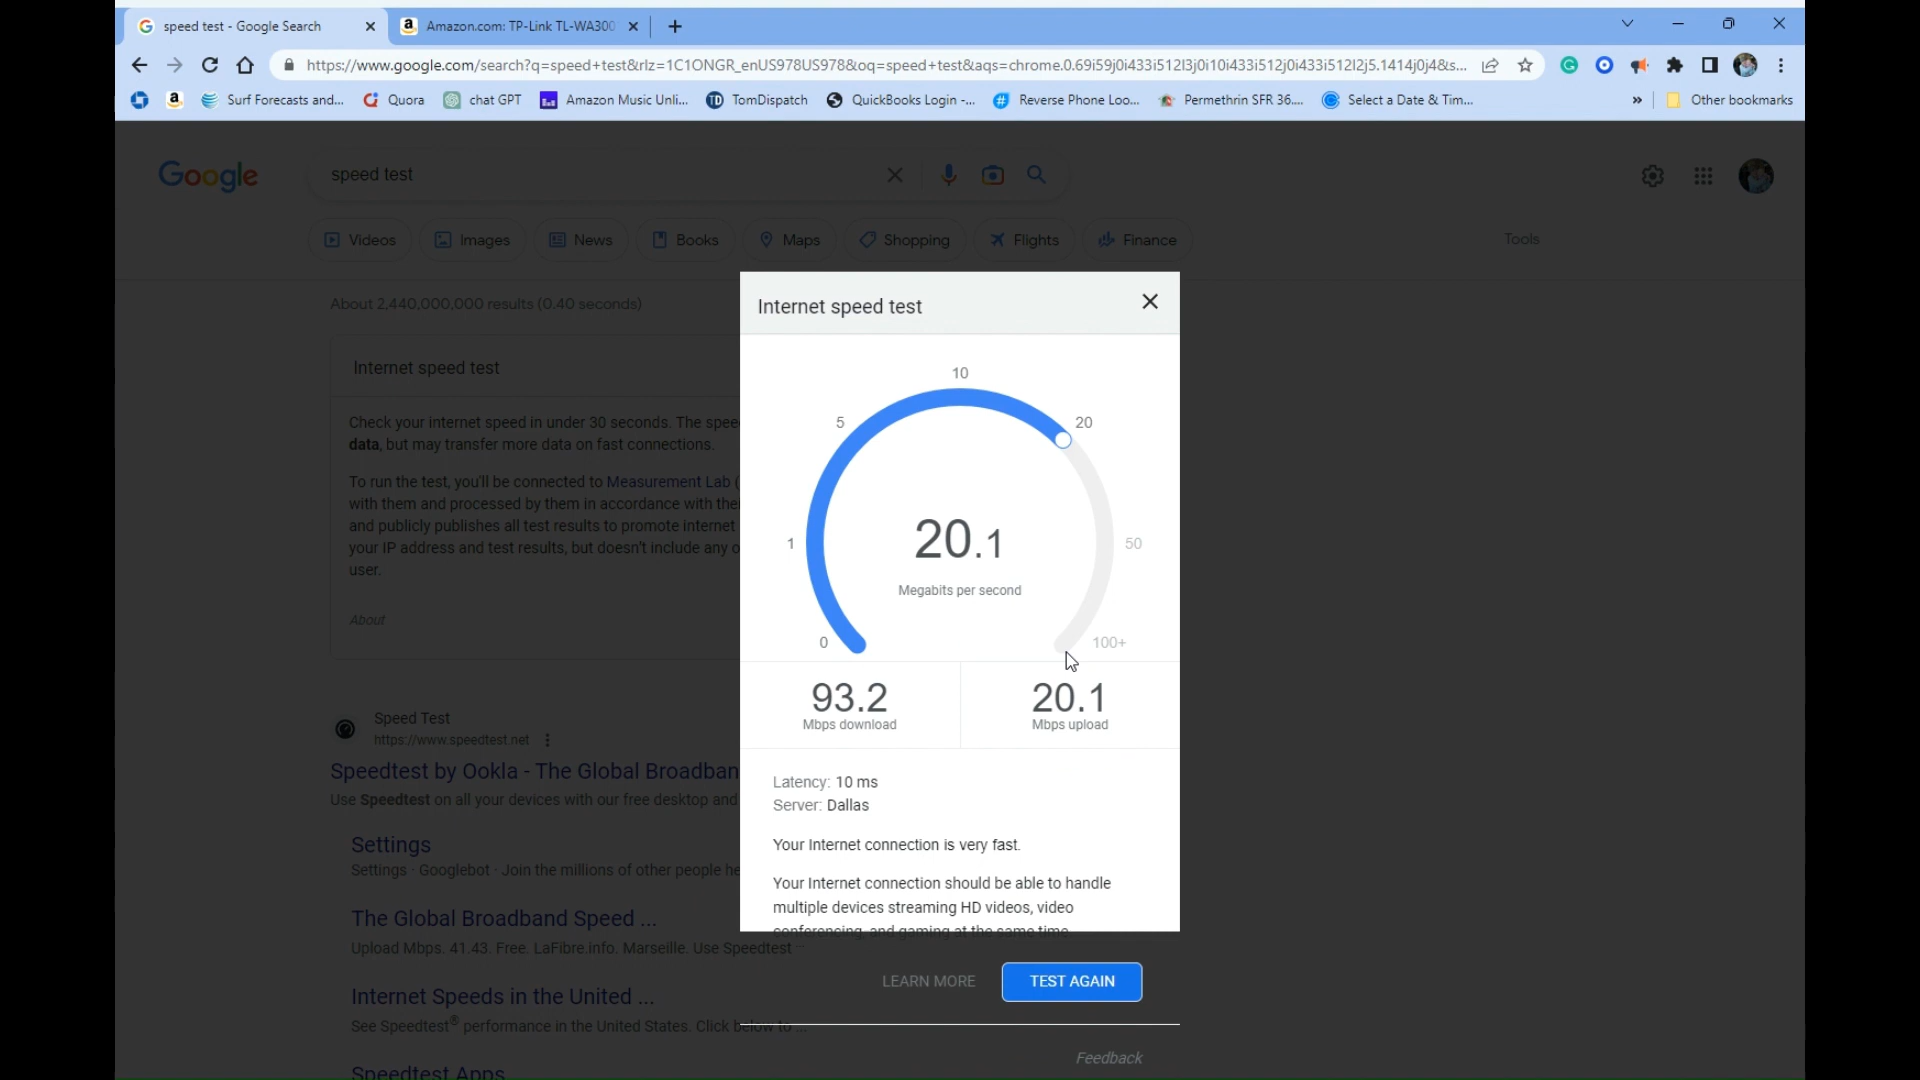 speed test - Google Search
Amazon.com: TP-Link TL-WA300
https://www.google.com/search?q=speed+test&rlz=1C1ONGR_enUS978US978&oq=speed+test&aqs=chrome.0.69i59j0i433i512l3j0i10i433i512j0i433i512l2j5.1414j0j4&s...
Surf Forecasts and... Quora chat GPT Amazon Music Unli... TomDispatch QuickBooks Login -... Reverse Phone Loo... Permethrin SFR 36.... Select a Date & Tim... » Other bookmarks
Google
speed test
Videos Images News Books Maps Shopping Flights Finance Tools
About 2,440,000,000 results (0.40 seconds)
Internet speed test
Check your internet speed in under 30 seconds. The spee
data, but may transfer more data on fast connections.
To run the test, you'll be connected to Measurement Lab (
with them and processed by them in accordance with thei
and publicly publishes all test results to promote internet
your IP address and test results, but doesn't include any o
user.
About
Speed Test
https://www.speedtest.net
Speedtest by Ookla - The Global Broadban
Use Speedtest on all your devices with our free desktop and
Settings
Settings · Googlebot · Join the millions of other people he
The Global Broadband Speed ...
Upload Mbps. 41.43. Free. LaFibre.info. Marseille. Use Speedtest –
Internet Speeds in the United ...
See Speedtest® performance in the United States. Click below to ...
Speedtest Apps
Internet speed test
10
5
20
20.1
1
50
Megabits per second
0
100+
93.2
Mbps download
20.1
Mbps upload
Latency: 10 ms
Server: Dallas
Your Internet connection is very fast.
Your Internet connection should be able to handle
multiple devices streaming HD videos, video
conferencing, and gaming at the same time.
LEARN MORE
TEST AGAIN
Feedback